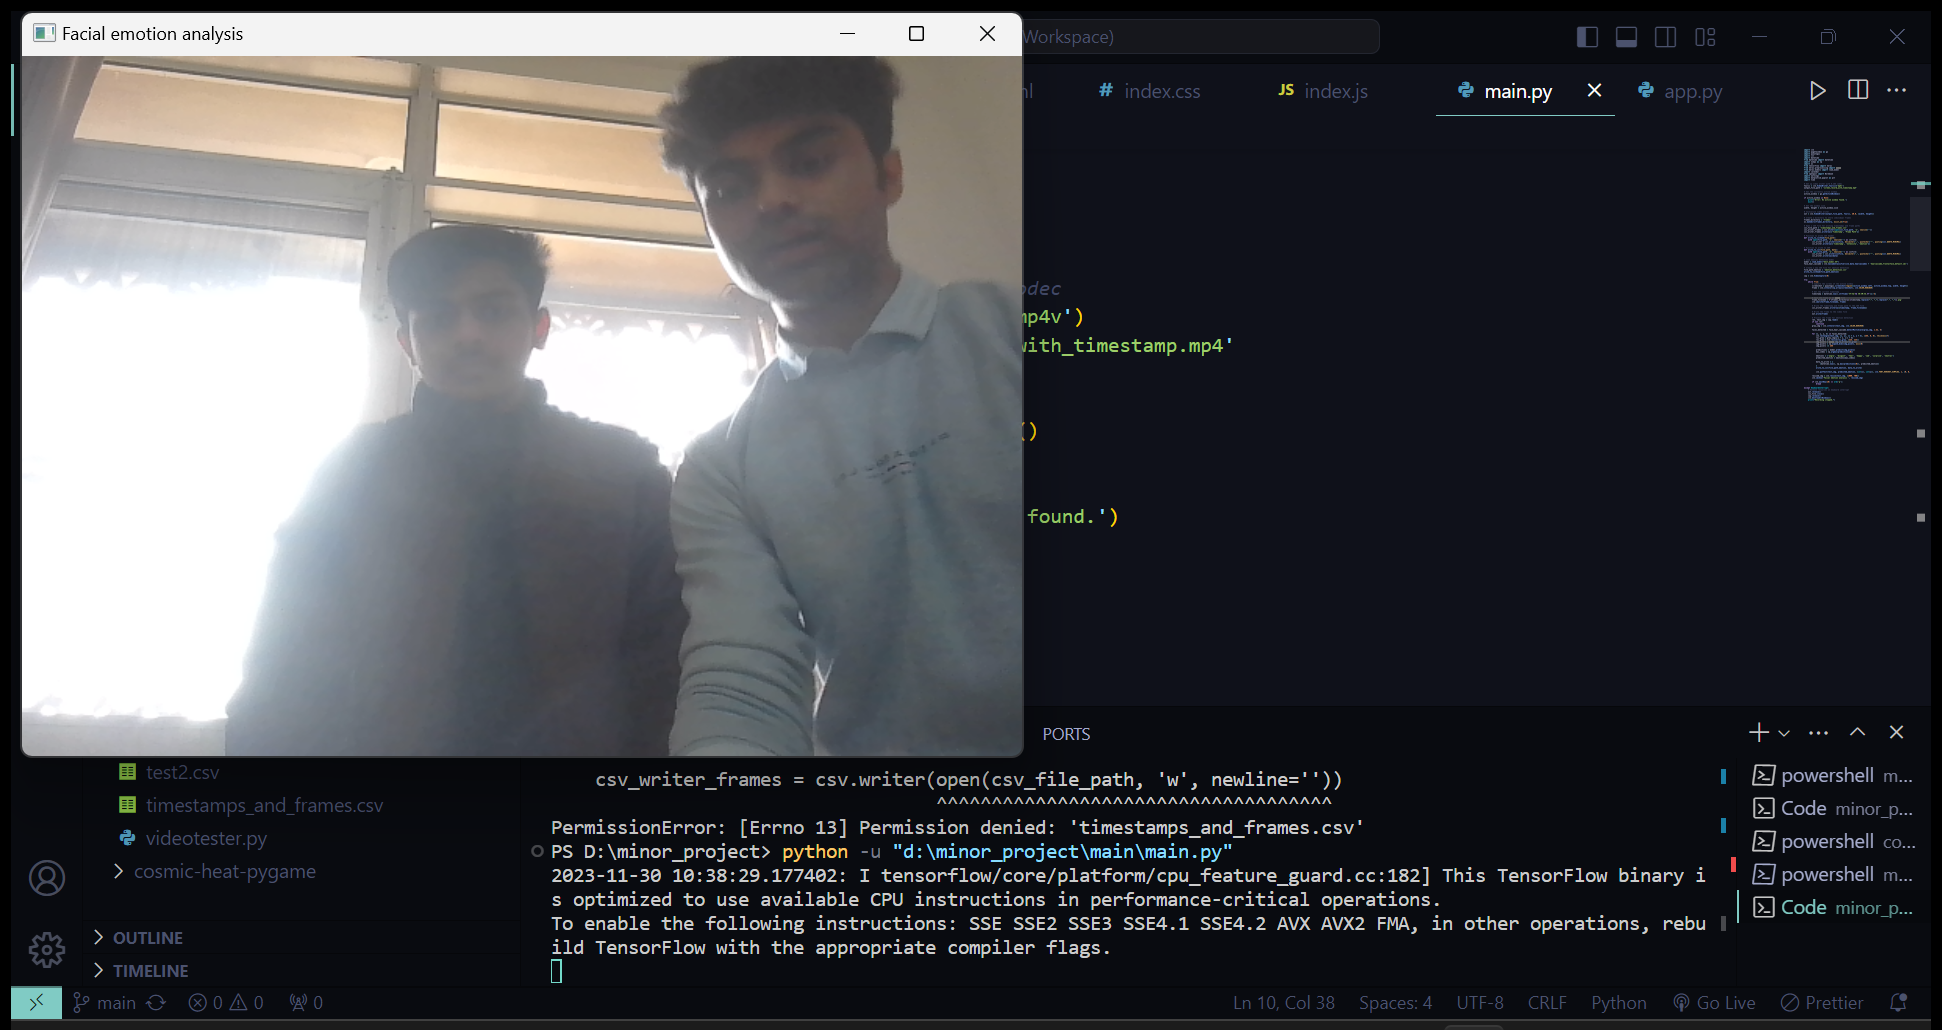 Facial emotion analysis
Workspace)
index.css
JS index.js
main.py
app.py
odec
mp4v')
with_timestamp.mp4'
()
found.')
PORTS
test2.csv
timestamps_and_frames.csv
videotester.py
cosmic-heat-pygame
OUTLINE
TIMELINE
csv_writer_frames = csv.writer(open(csv_file_path, 'w', newline=''))
^^^^^^^^^^^^^^^^^^^^^^^^^^^^^^^^^^^^
PermissionError: [Errno 13] Permission denied: 'timestamps_and_frames.csv'
PS D:\minor_project> python -u "d:\minor_project\main\main.py"
2023-11-30 10:38:29.177402: I tensorflow/core/platform/cpu_feature_guard.cc:182] This TensorFlow binary i
s optimized to use available CPU instructions in performance-critical operations.
To enable the following instructions: SSE SSE2 SSE3 SSE4.1 SSE4.2 AVX AVX2 FMA, in other operations, rebu
ild TensorFlow with the appropriate compiler flags.
powershell m...
Code minor_p...
powershell co...
powershell m...
Code minor_p...
main
0 0
0
Ln 10, Col 38
Spaces: 4
UTF-8
CRLF
Python
Go Live
Prettier